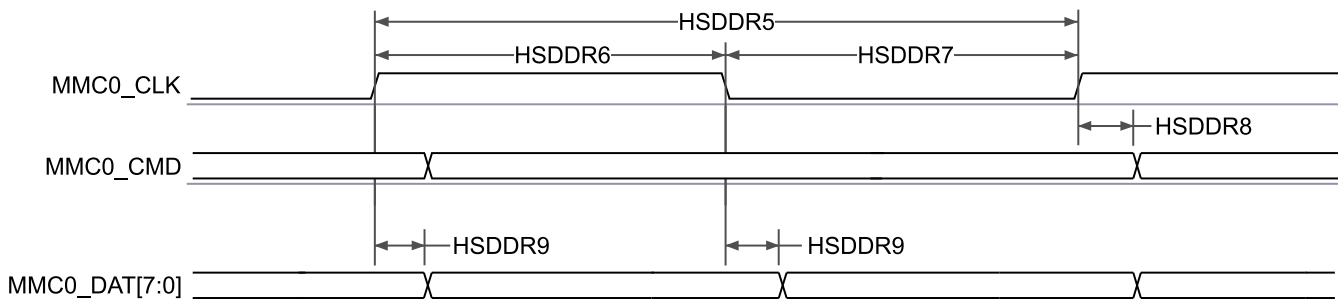 HSDDR5
HSDDR6 HSDDR7
MMC0_CLK
HSDDR8
MMC0_CMD
HSDDR9 HSDDR9
MMC0_DAT[7:0]